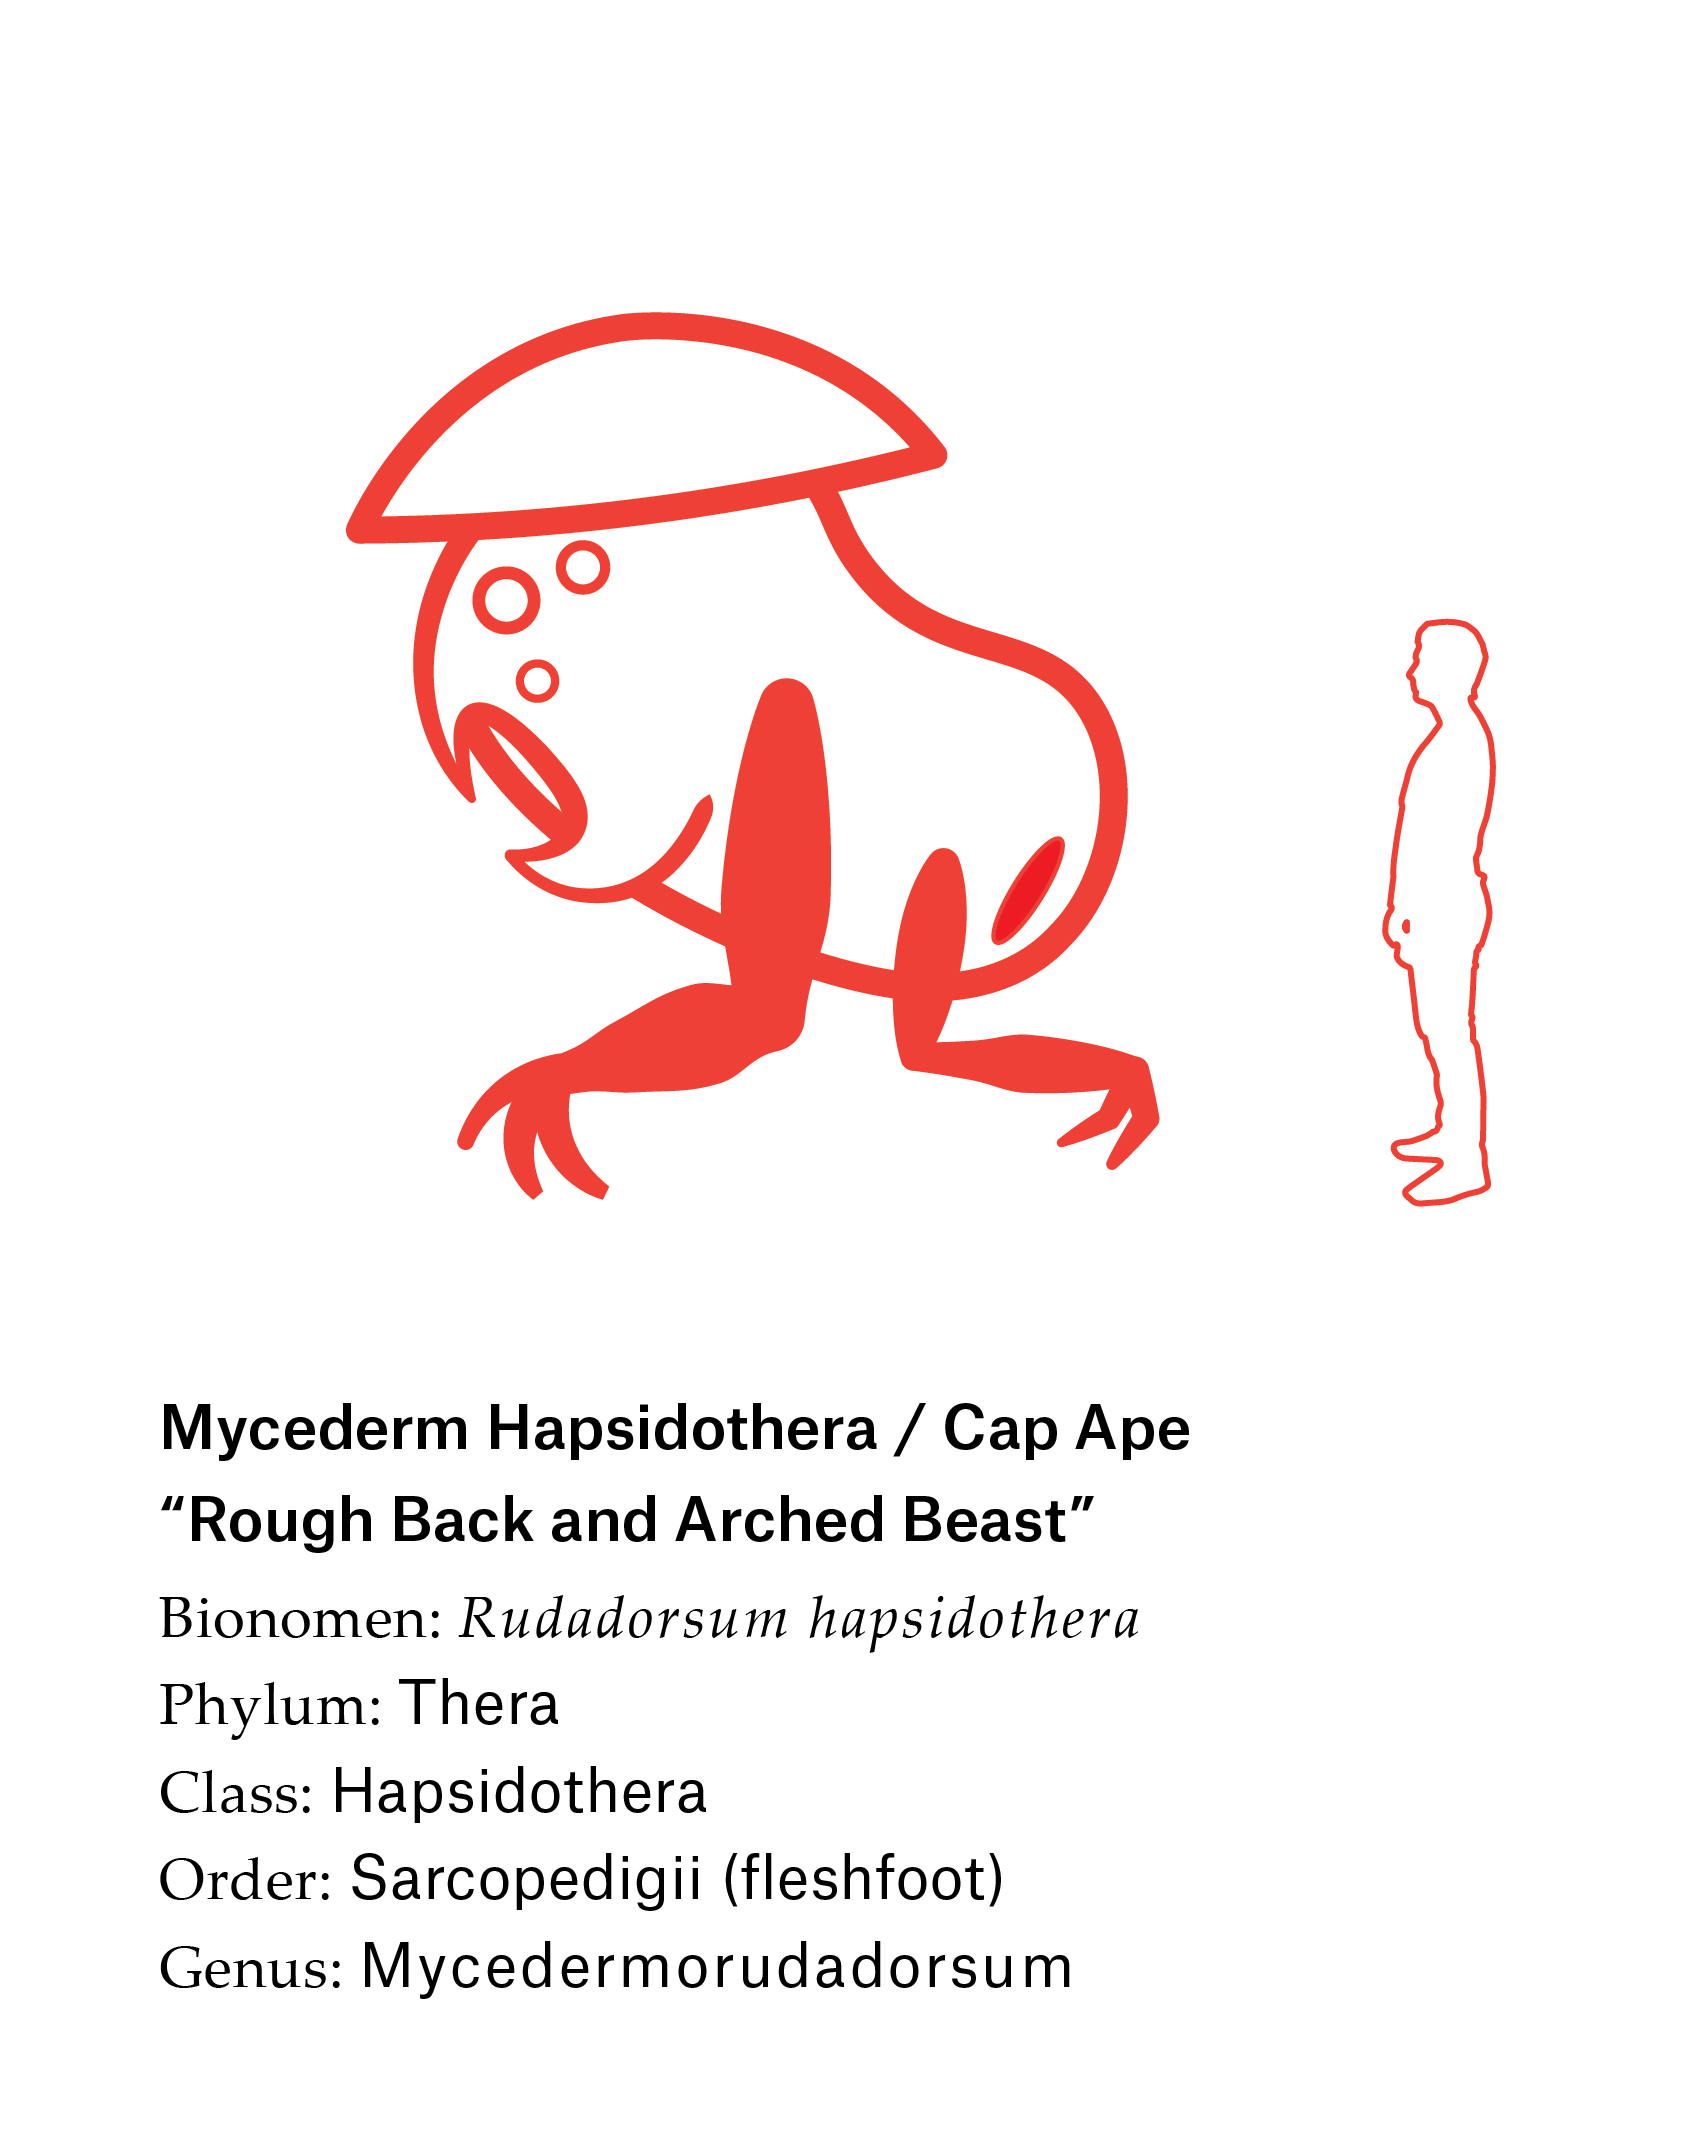 Mycederm Hapsidothera / Cap Ape
“Rough Back and Arched Beast”
Bionomen: Rudadorsum hapsidothera
Phylum: Thera
Class: Hapsidothera
Order: Sarcopedigii (fleshfoot)
Genus: Mycedermorudadorsum